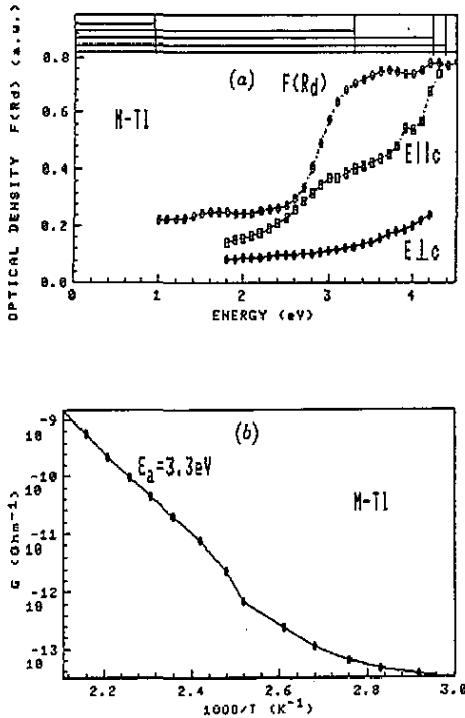 OPTICAL DENSITY F(Rd) (a.u.)
0.8
0.6
0.4
0.2
0.0
(a)
F(Rd)
M-Tl
E||c
E⊥c
0 1 2 3 4
ENERGY (eV)
G (Ohm⁻¹)
10⁻⁹
10⁻¹⁰
10⁻¹¹
10⁻¹²
10⁻¹³
(b)
Ea=3.3eV
M-Tl
2.2 2.4 2.6 2.8 3.0
1000/T (K⁻¹)